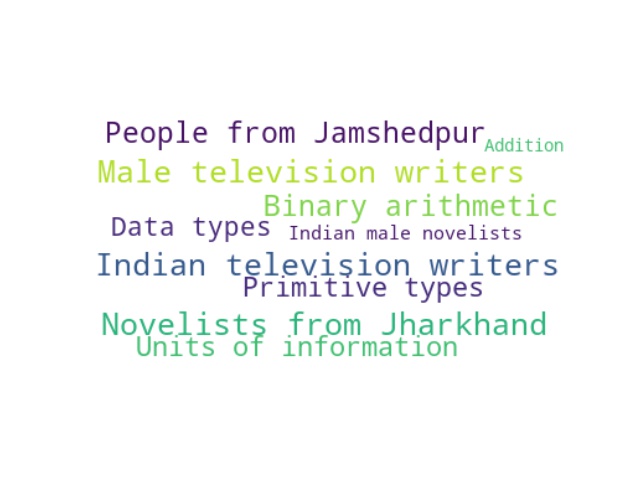 People from Jamshedpur
Addition
Male television writers
Binary arithmetic
Data types
Indian male novelists
Indian television writers
Primitive types
Novelists from Jharkhand
Units of information